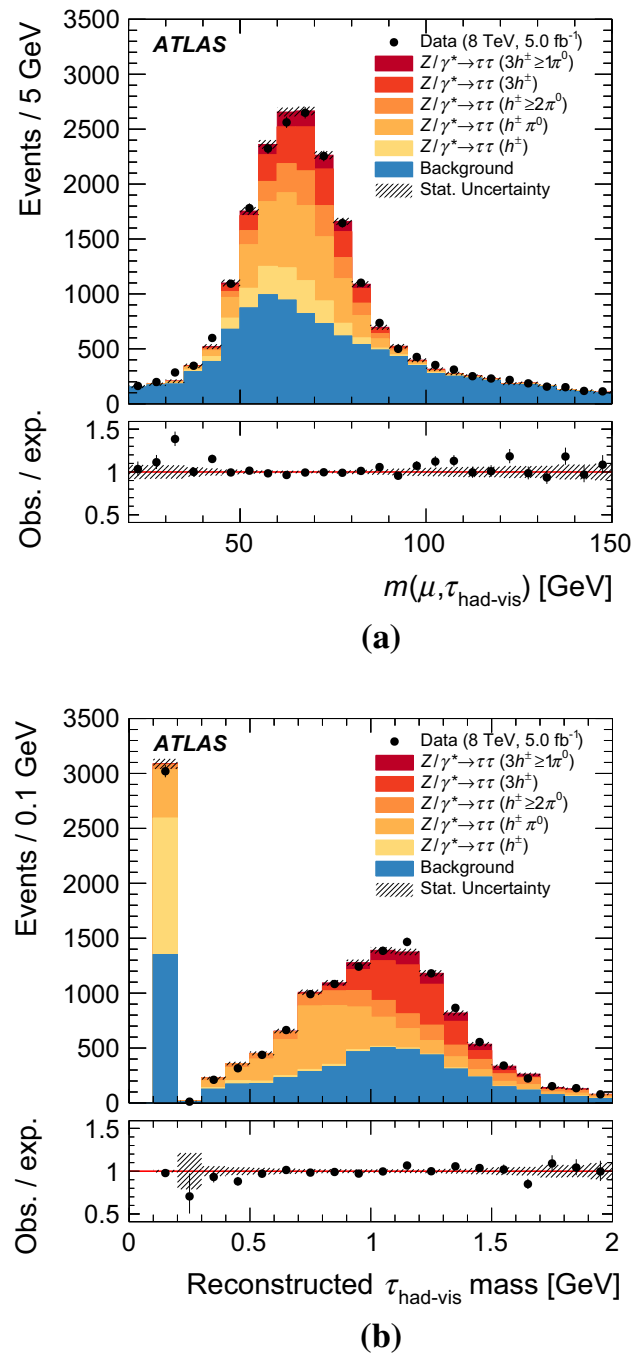 3500
3000
2500
2000
1500
1000
500
0
Events / 5 GeV
ATLAS
Data (8 TeV, 5.0 fb⁻¹)
Z/γ*→ττ (3h±≥1π⁰)
Z/γ*→ττ (3h±)
Z/γ*→ττ (h±≥2π⁰)
Z/γ*→ττ (h± π⁰)
Z/γ*→ττ (h±)
Background
Stat. Uncertainty
1.5
1
0.5
Obs. / exp.
50 100 150
m(μ,τhad-vis) [GeV]
(a)
3500
3000
2500
2000
1500
1000
500
0
Events / 0.1 GeV
ATLAS
Data (8 TeV, 5.0 fb⁻¹)
Z/γ*→ττ (3h±≥1π⁰)
Z/γ*→ττ (3h±)
Z/γ*→ττ (h±≥2π⁰)
Z/γ*→ττ (h± π⁰)
Z/γ*→ττ (h±)
Background
Stat. Uncertainty
1.5
1
0.5
Obs. / exp.
0 0.5 1 1.5 2
Reconstructed τhad-vis mass [GeV]
(b)